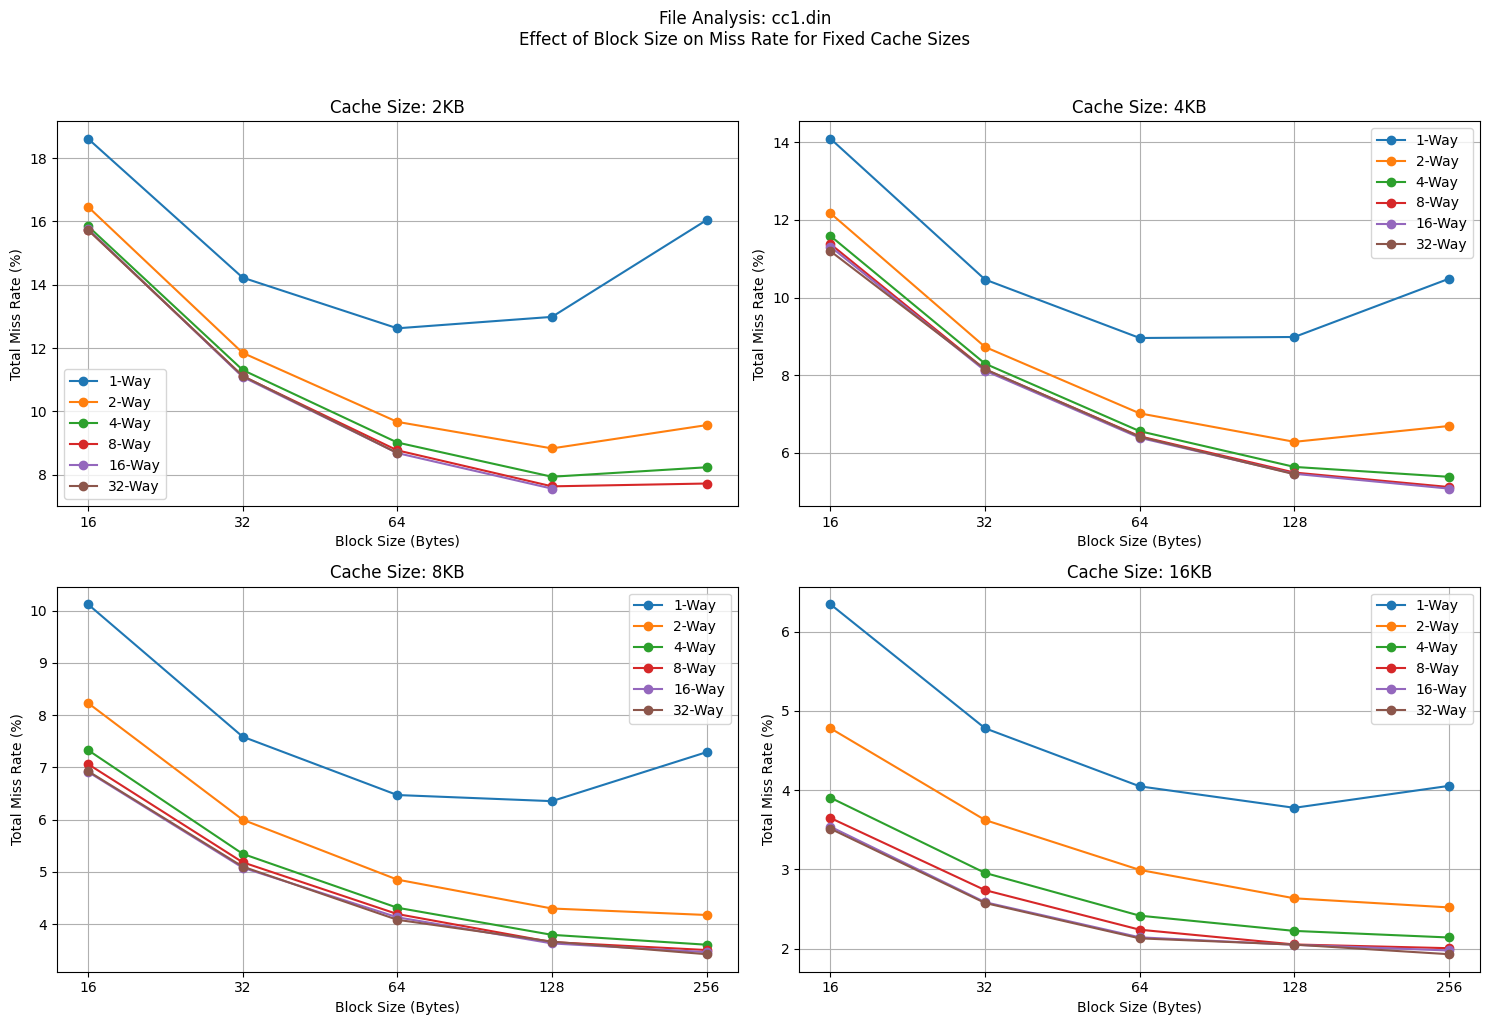 File Analysis: cc1.din
Effect of Block Size on Miss Rate for Fixed Cache Sizes
Cache Size: 2KB
Total Miss Rate (%)
18
16
14
12
10
8
1-Way
2-Way
4-Way
8-Way
16-Way
32-Way
16 32 64
Block Size (Bytes)
Cache Size: 4KB
Total Miss Rate (%)
14
12
10
8
6
1-Way
2-Way
4-Way
8-Way
16-Way
32-Way
16 32 64 128
Block Size (Bytes)
Cache Size: 8KB
Total Miss Rate (%)
10
9
8
7
6
5
4
1-Way
2-Way
4-Way
8-Way
16-Way
32-Way
16 32 64 128 256
Block Size (Bytes)
Cache Size: 16KB
Total Miss Rate (%)
6
5
4
3
2
1-Way
2-Way
4-Way
8-Way
16-Way
32-Way
16 32 64 128 256
Block Size (Bytes)